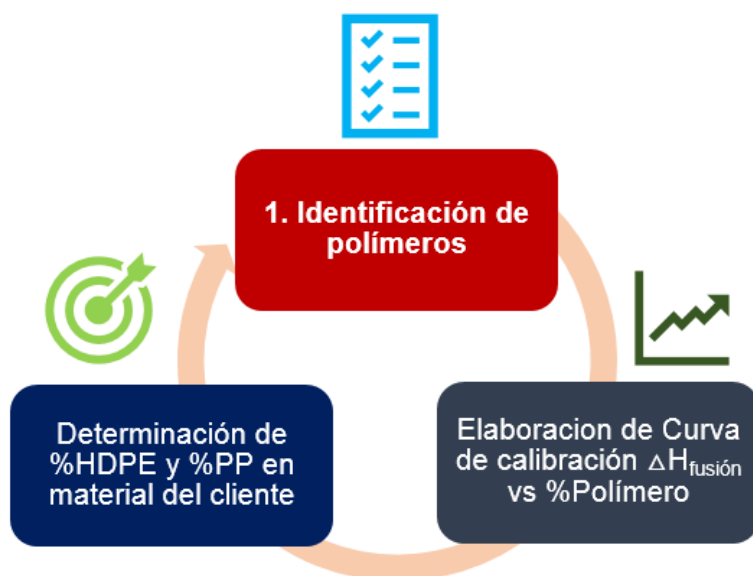 1. Identificación de
polímeros
Elaboracion de Curva
de calibración △H_fusión
vs %Polímero
Determinación de
%HDPE y %PP en
material del cliente